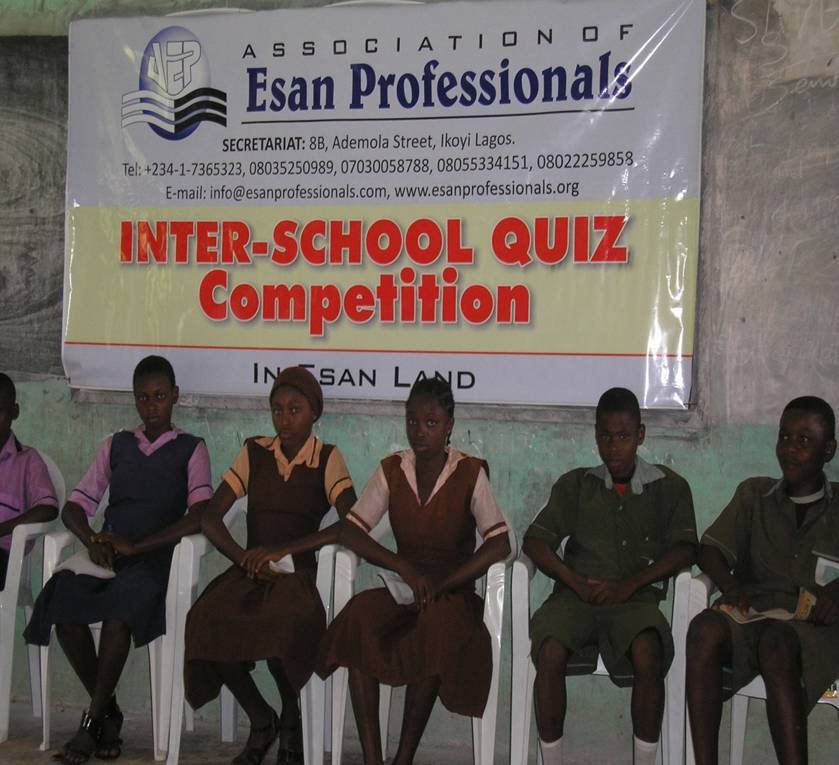 AEP
ASSOCIATION OF
Esan Professionals
SECRETARIAT: 8B, Ademola Street, Ikoyi Lagos.
Tel: +234-1-7365323, 08035250989, 07030058788, 08055334151, 08022259858
E-mail: info@esanprofessionals.com, www.esanprofessionals.org
INTER-SCHOOL QUIZ
Competition
IN ESAN LAND